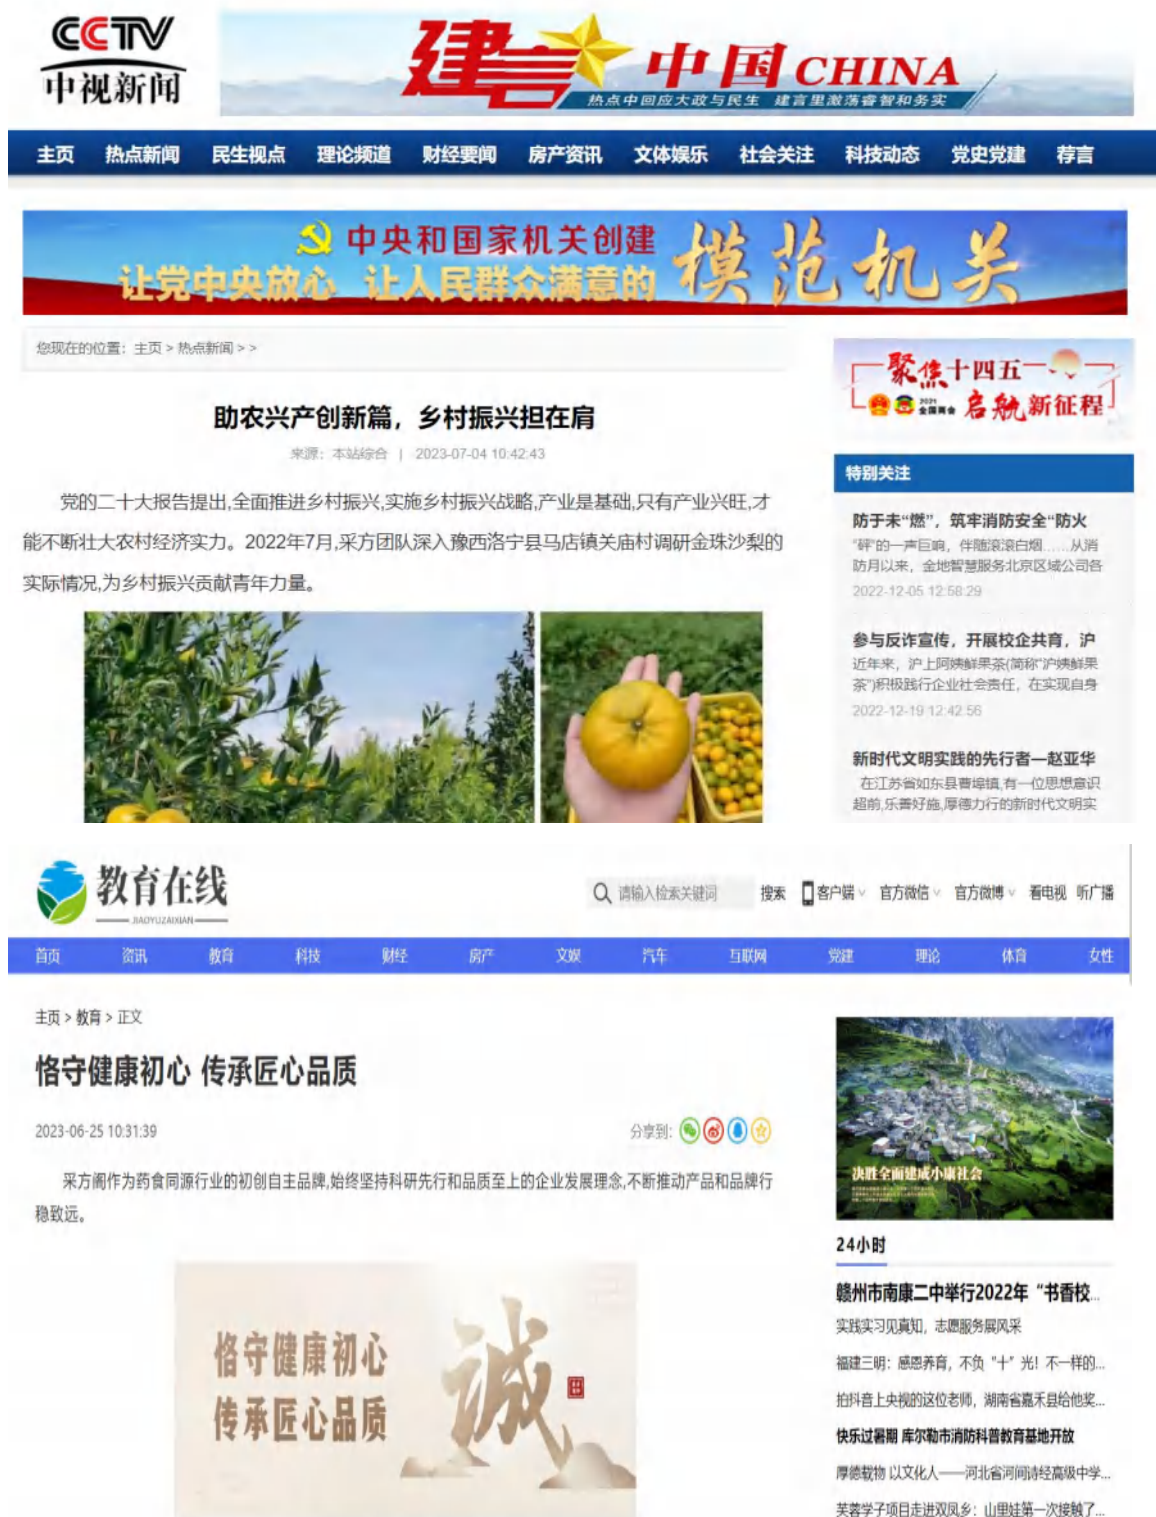 CCTV
中视新闻
建言中国CHINA
热点中回应大政与民生 建言里激荡睿智和务实
主页 热点新闻 民生视点 理论频道 财经要闻 房产资讯 文体娱乐 社会关注 科技动态 党史党建 荐言
中央和国家机关创建
让党中央放心 让人民群众满意的
模范机关
您现在的位置：主页 > 热点新闻 > >
助农兴产创新篇，乡村振兴担在肩
来源：本站综合 | 2023-07-04 10:42:43
党的二十大报告提出,全面推进乡村振兴,实施乡村振兴战略,产业是基础,只有产业兴旺,才
能不断壮大农村经济实力。2022年7月,采方团队深入豫西洛宁县马店镇关庙村调研金珠沙梨的
实际情况,为乡村振兴贡献青年力量。
聚焦十四五
2021
全国两会
启航新征程
特别关注
防于未“燃”，筑牢消防安全“防火
“砰”的一声巨响，伴随滚滚白烟……从消
防月以来，金地智慧服务北京区域公司各
2022-12-05 12:58:29
参与反诈宣传，开展校企共育，沪
近年来，沪上阿姨鲜果茶(简称“沪姨鲜果
茶”)积极践行企业社会责任，在实现自身
2022-12-19 12:42:56
新时代文明实践的先行者—赵亚华
在江苏省如东县曹埠镇,有一位思想意识
超前,乐善好施,厚德力行的新时代文明实
教育在线
JIAOYUZAIXIAN
请输入检索关键词 搜索 客户端 官方微信 官方微博 看电视 听广播
首页 资讯 教育 科技 财经 房产 文娱 汽车 互联网 党建 理论 体育 女性
主页 > 教育 > 正文
恪守健康初心 传承匠心品质
2023-06-25 10:31:39
分享到:
采方阁作为药食同源行业的初创自主品牌,始终坚持科研先行和品质至上的企业发展理念,不断推动产品和品牌行
稳致远。
恪守健康初心
传承匠心品质
诚
决胜全面建成小康社会
24小时
赣州市南康二中举行2022年“书香校...
实践实习见真知，志愿服务展风采
福建三明：感恩养育，不负“十”光！不一样的...
拍抖音上央视的这位老师，湖南省嘉禾县给他奖...
快乐过暑期 库尔勒市消防科普教育基地开放
厚德载物 以文化人——河北省河间诗经高级中学...
芙蓉学子项目走进双凤乡：山里娃第一次接触了...